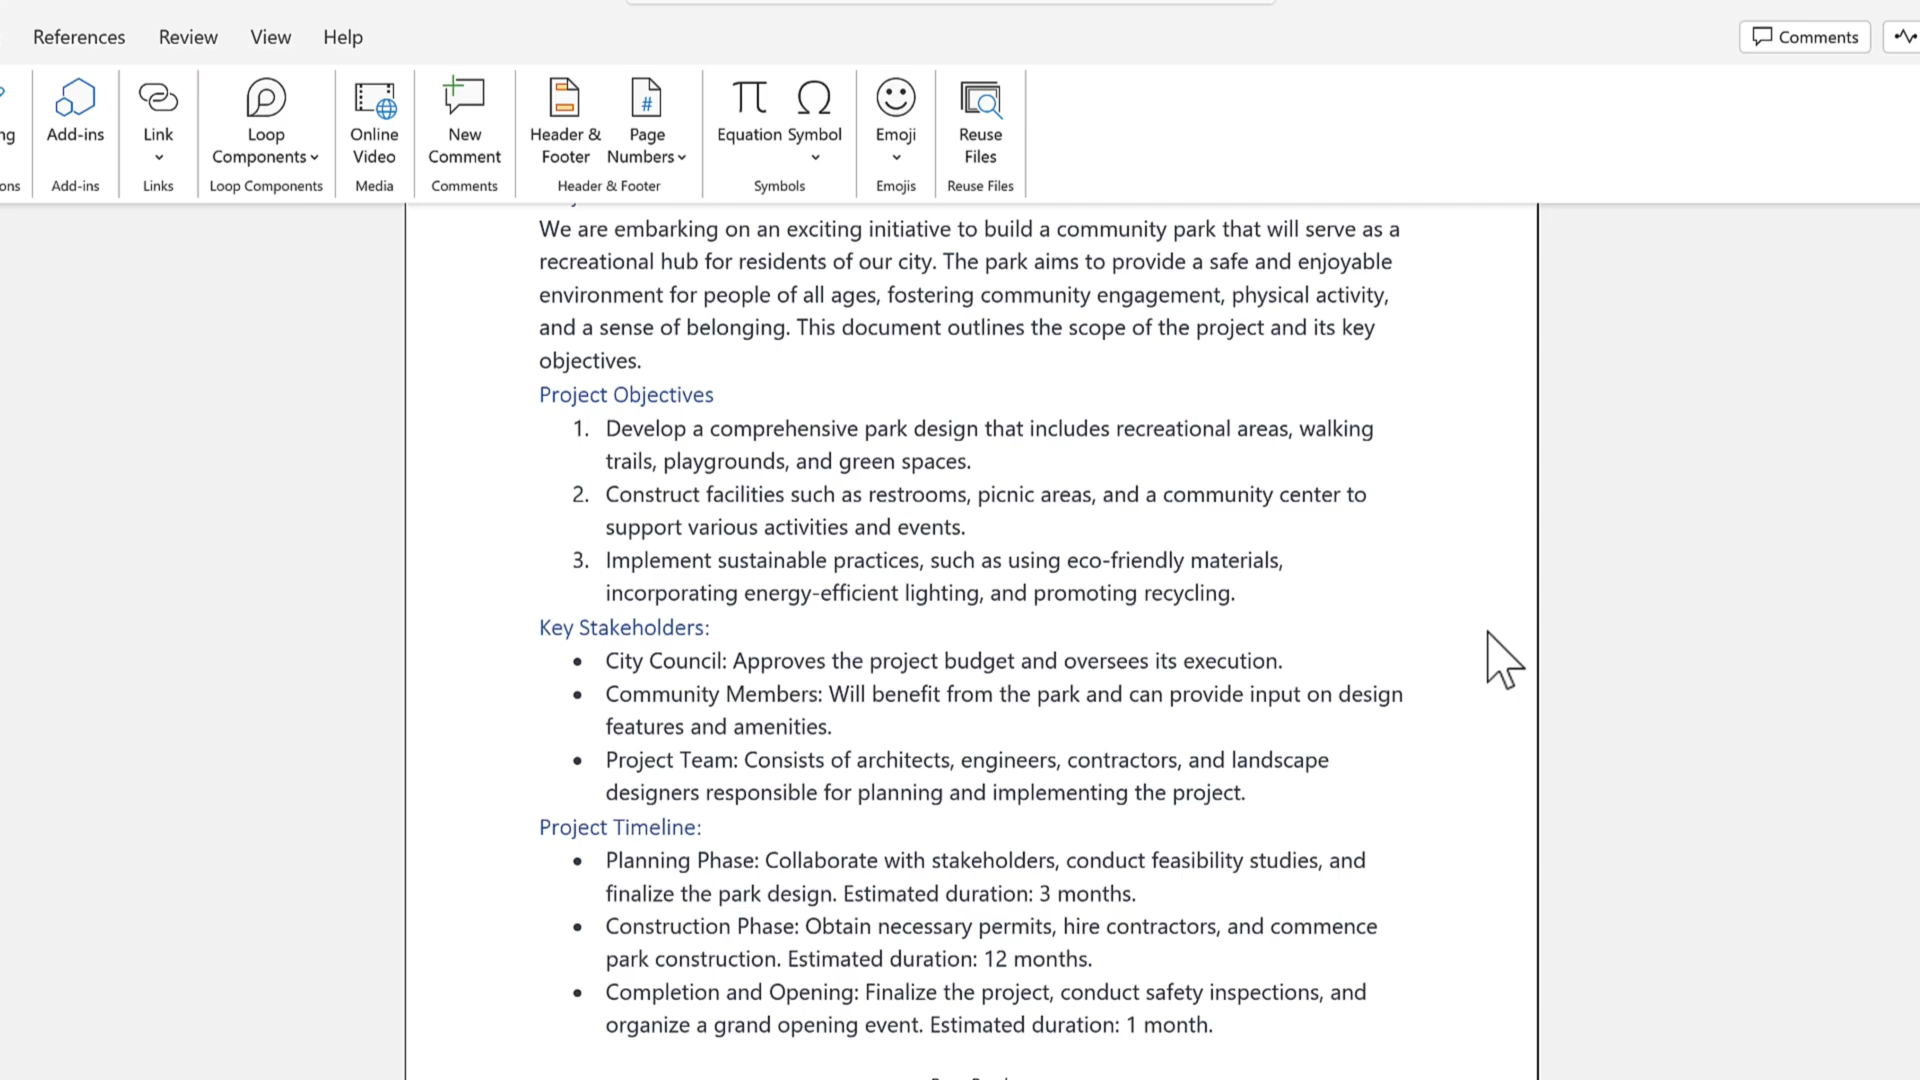 References Review View Help Comments
Add-ins Link Loop Components Online Video New Comment Header & Footer Page Numbers Equation Symbol Emoji Reuse Files
ons Add-ins Links Loop Components Media Comments Header & Footer Symbols Emojis Reuse Files
We are embarking on an exciting initiative to build a community park that will serve as a
recreational hub for residents of our city. The park aims to provide a safe and enjoyable
environment for people of all ages, fostering community engagement, physical activity,
and a sense of belonging. This document outlines the scope of the project and its key
objectives.
Project Objectives
1. Develop a comprehensive park design that includes recreational areas, walking
trails, playgrounds, and green spaces.
2. Construct facilities such as restrooms, picnic areas, and a community center to
support various activities and events.
3. Implement sustainable practices, such as using eco-friendly materials,
incorporating energy-efficient lighting, and promoting recycling.
Key Stakeholders:
• City Council: Approves the project budget and oversees its execution.
• Community Members: Will benefit from the park and can provide input on design
features and amenities.
• Project Team: Consists of architects, engineers, contractors, and landscape
designers responsible for planning and implementing the project.
Project Timeline:
• Planning Phase: Collaborate with stakeholders, conduct feasibility studies, and
finalize the park design. Estimated duration: 3 months.
• Construction Phase: Obtain necessary permits, hire contractors, and commence
park construction. Estimated duration: 12 months.
• Completion and Opening: Finalize the project, conduct safety inspections, and
organize a grand opening event. Estimated duration: 1 month.